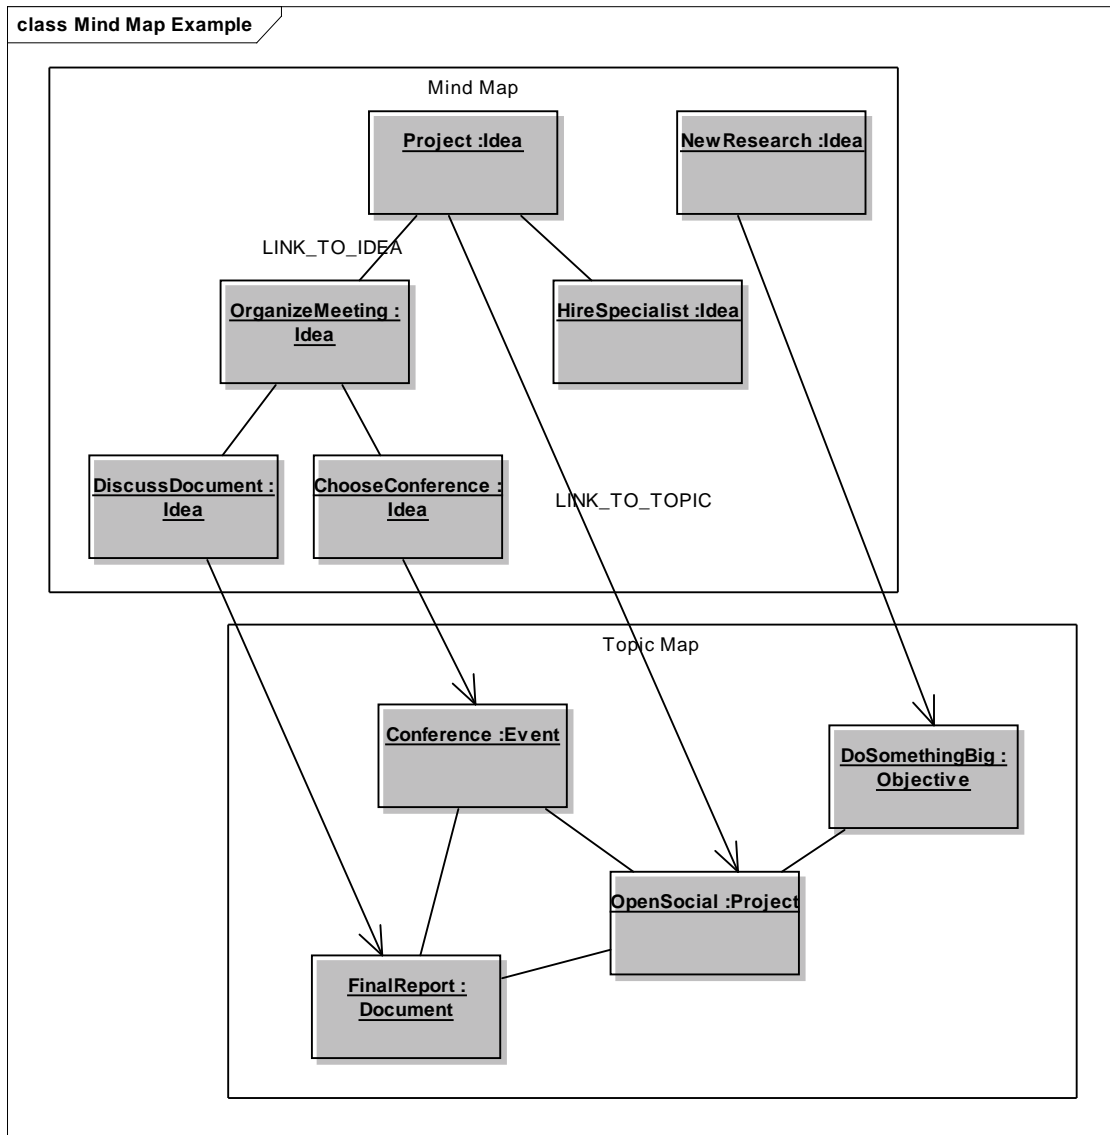 class Mind Map Example
Mind Map
Project :Idea
NewResearch :Idea
LINK_TO_IDEA
OrganizeMeeting :
Idea
HireSpecialist :Idea
DiscussDocument :
Idea
ChooseConference :
Idea
LINK_TO_TOPIC
Topic Map
Conference :Event
DoSomethingBig :
Objective
OpenSocial :Project
FinalReport :
Document